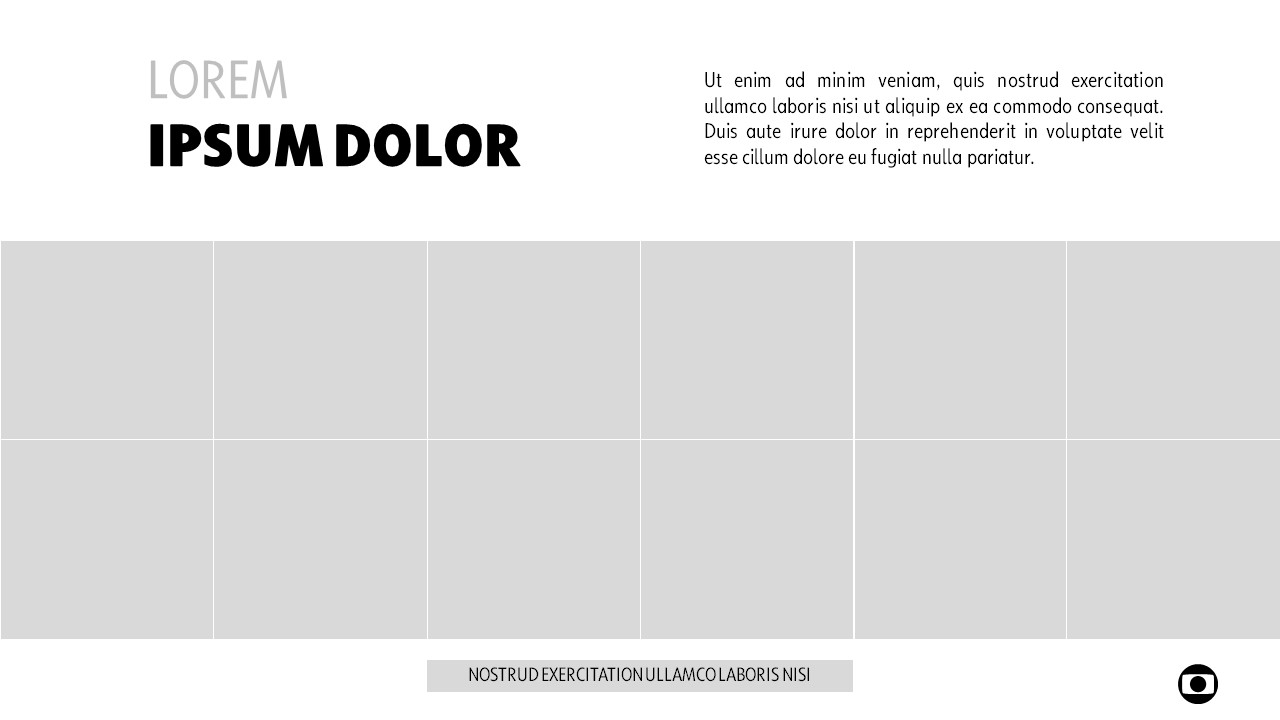 LOREM
IPSUM DOLOR
Ut enim ad minim veniam, quis nostrud exercitation
ullamco laboris nisi ut aliquip ex ea commodo consequat.
Duis aute irure dolor in reprehenderit in voluptate velit
esse cillum dolore eu fugiat nulla pariatur.
NOSTRUD EXERCITATION ULLAMCO LABORIS NISI